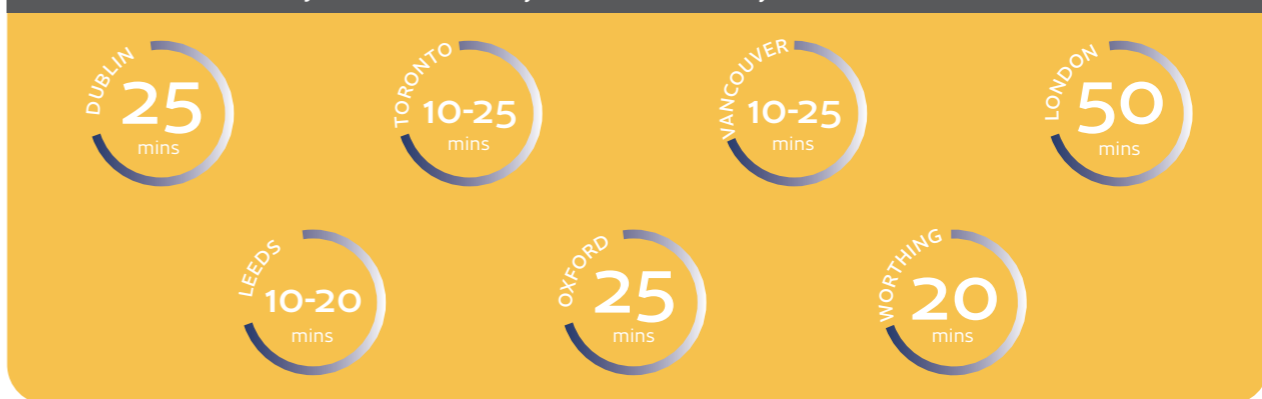 DUBLIN
25
mins
TORONTO
10-25
mins
VANCOUVER
10-25
mins
LONDON
50
mins
LEEDS
10-20
mins
OXFORD
25
mins
WORTHING
20
mins